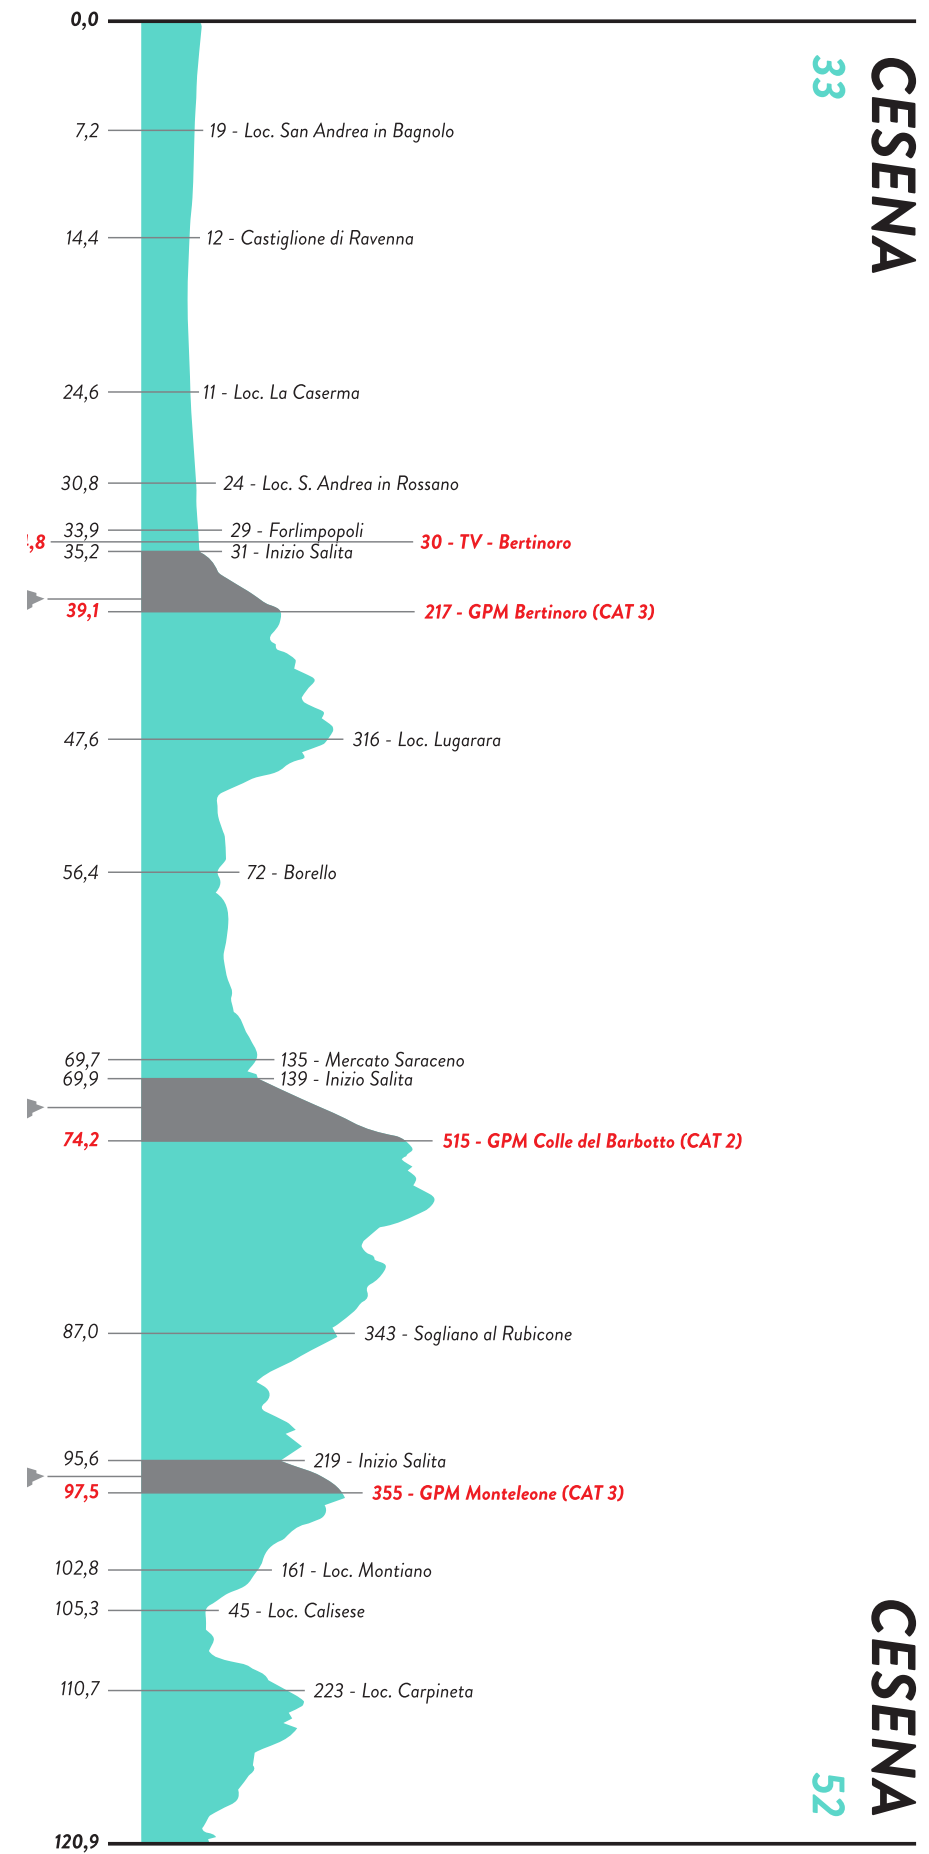 0,0
33
CESENA
7,2 19 - Loc. San Andrea in Bagnolo
14,4 12 - Castiglione di Ravenna
24,6 11 - Loc. La Caserma
30,8 24 - Loc. S. Andrea in Rossano
33,9 29 - Forlimpopoli
,8 30 - TV - Bertinoro
35,2 31 - Inizio Salita
39,1 217 - GPM Bertinoro (CAT 3)
47,6 316 - Loc. Lugarara
56,4 72 - Borello
69,7 135 - Mercato Saraceno
69,9 139 - Inizio Salita
74,2 515 - GPM Colle del Barbotto (CAT 2)
87,0 343 - Sogliano al Rubicone
95,6 219 - Inizio Salita
97,5 355 - GPM Monteleone (CAT 3)
102,8 161 - Loc. Montiano
105,3 45 - Loc. Calisese
110,7 223 - Loc. Carpineta
CESENA
52
120,9